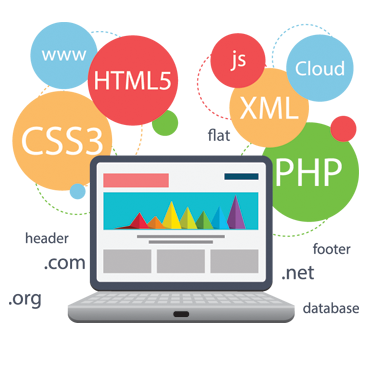 www
HTML5
CSS3
js
Cloud
XML
flat
PHP
header
.com
.org
footer
.net
database